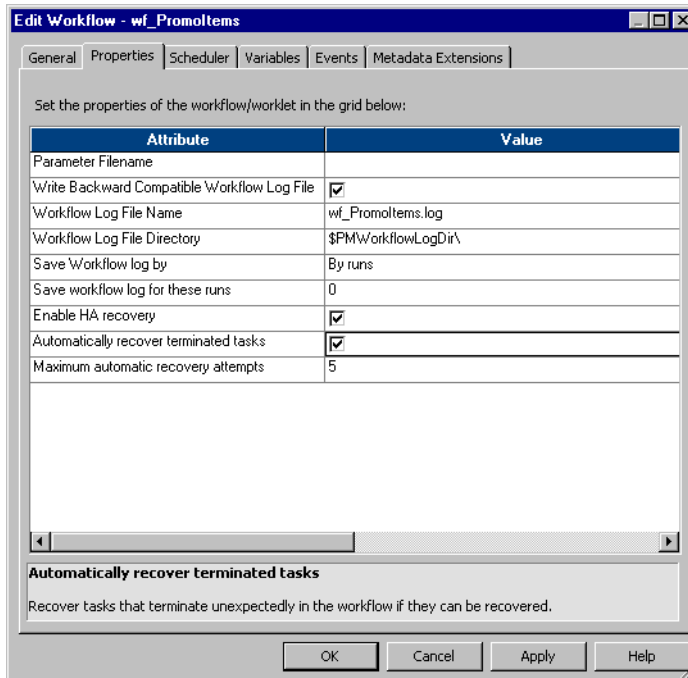 Edit Workflow - wf_PromoItems
General Properties Scheduler Variables Events Metadata Extensions
Set the properties of the workflow/worklet in the grid below:
Attribute Value
Parameter Filename
Write Backward Compatible Workflow Log File
Workflow Log File Name wf_PromoItems.log
Workflow Log File Directory $PMWorkflowLogDir\
Save Workflow log by By runs
Save workflow log for these runs 0
Enable HA recovery
Automatically recover terminated tasks
Maximum automatic recovery attempts 5
Automatically recover terminated tasks
Recover tasks that terminate unexpectedly in the workflow if they can be recovered.
OK Cancel Apply Help